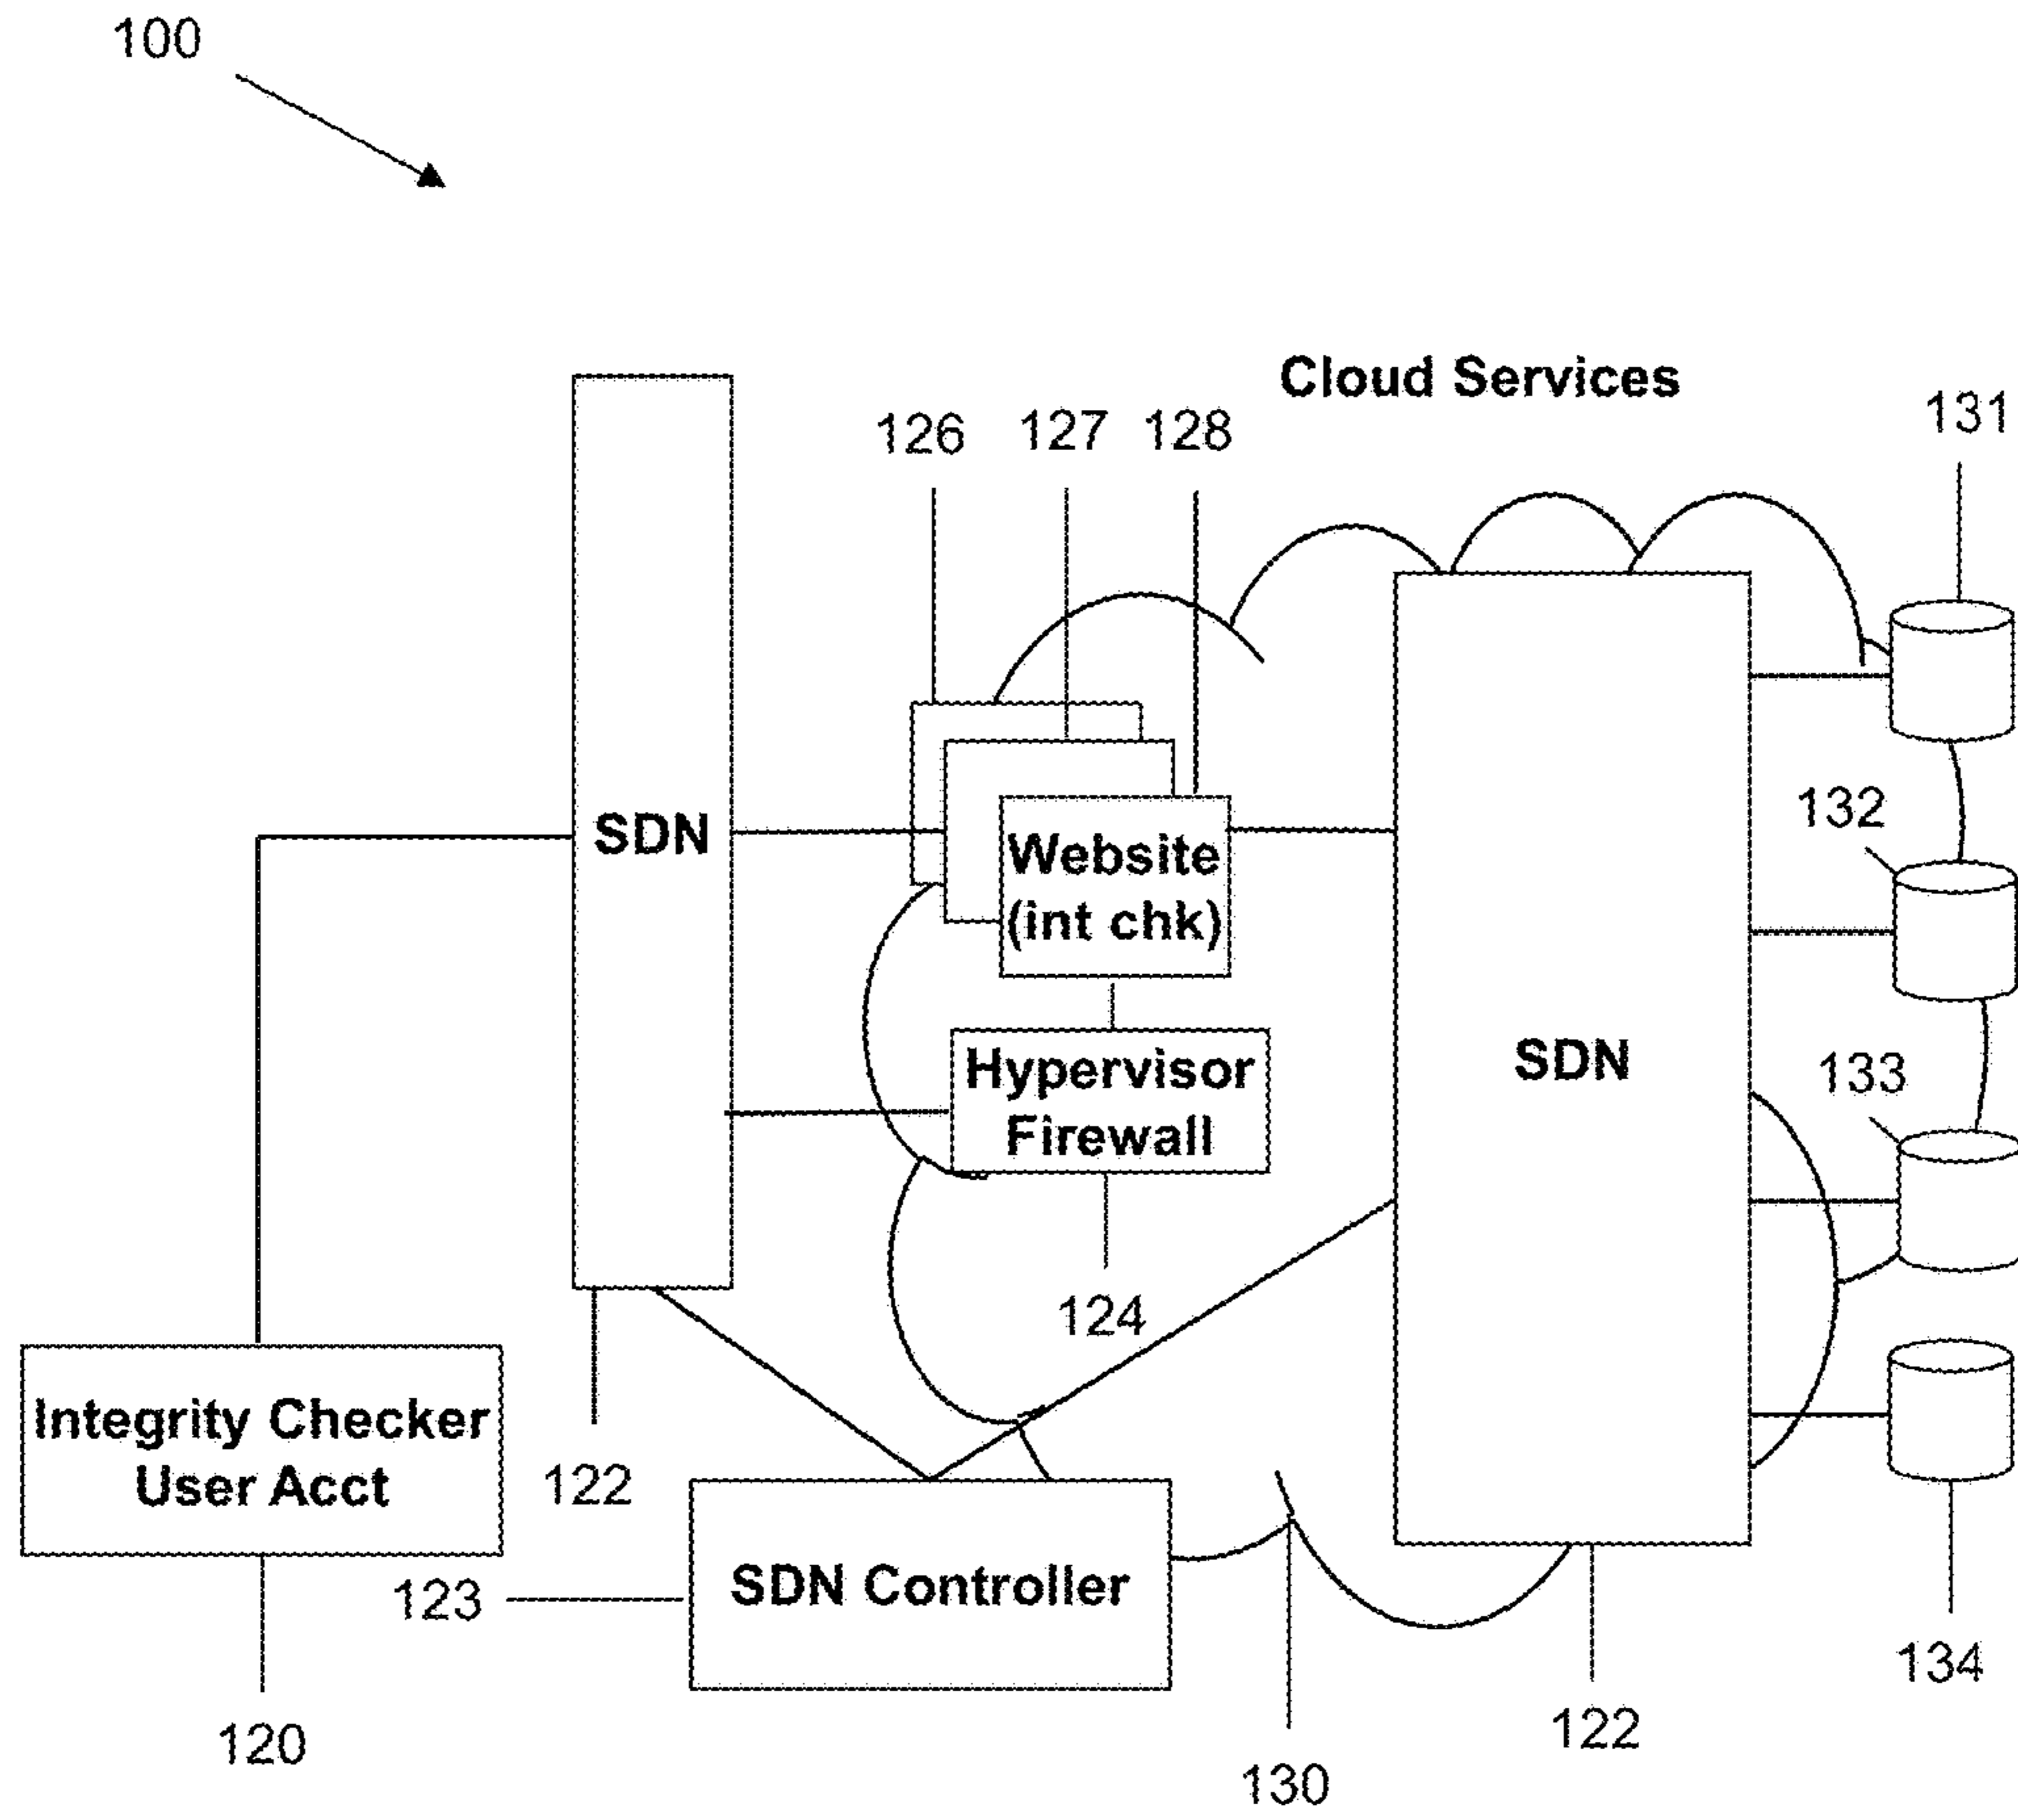 100
Cloud Services
126 127 128
131
132
SDN
Website
(int chk)
Hypervisor
Firewall
SDN
133
124
Integrity Checker
User Acct
122
123
SDN Controller
134
120
130
122